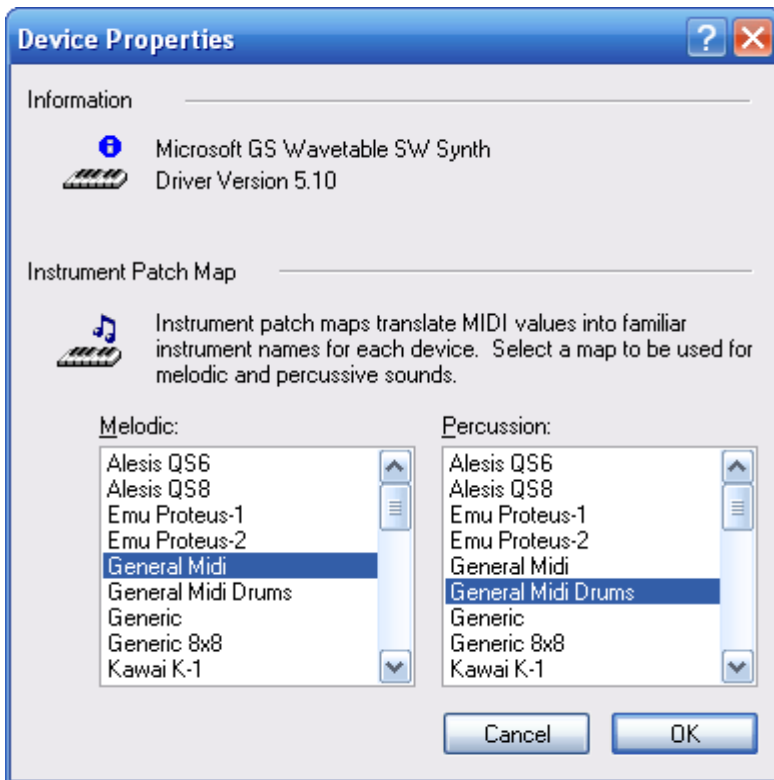 Device Properties
Information
Microsoft GS Wavetable SW Synth
Driver Version 5.10
Instrument Patch Map
Instrument patch maps translate MIDI values into familiar
instrument names for each device. Select a map to be used for
melodic and percussive sounds.
Melodic:
Alesis QS6
Alesis QS8
Emu Proteus-1
Emu Proteus-2
General Midi
General Midi Drums
Generic
Generic 8x8
Kawai K-1
Percussion:
Alesis QS6
Alesis QS8
Emu Proteus-1
Emu Proteus-2
General Midi
General Midi Drums
Generic
Generic 8x8
Kawai K-1
Cancel
OK